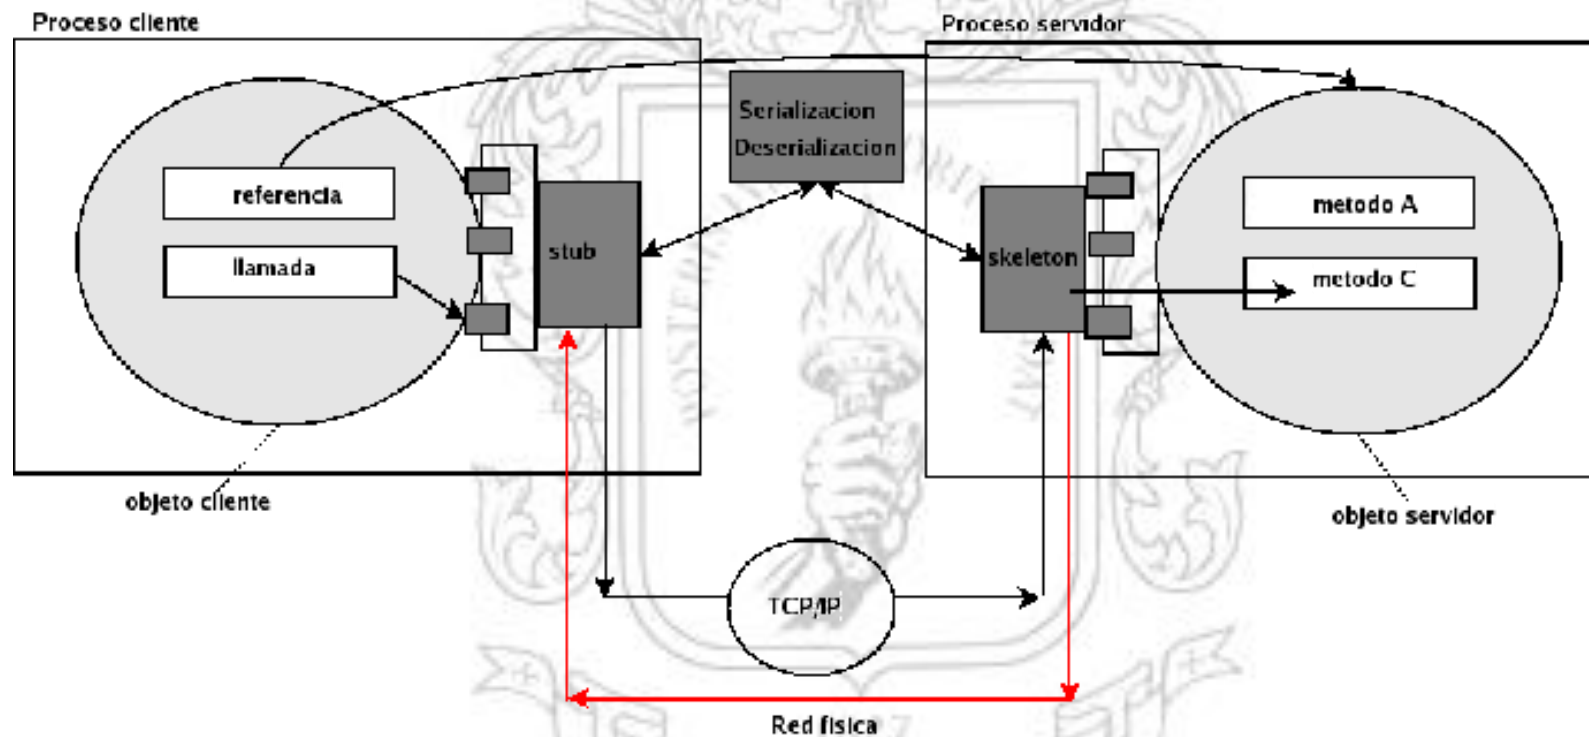 Proceso cliente
Proceso servidor
Serializacion
Deserializacion
referencia
llamada
stub
skeleton
metodo A
metodo C
objeto cliente
objeto servidor
TCP/IP
Red fisica